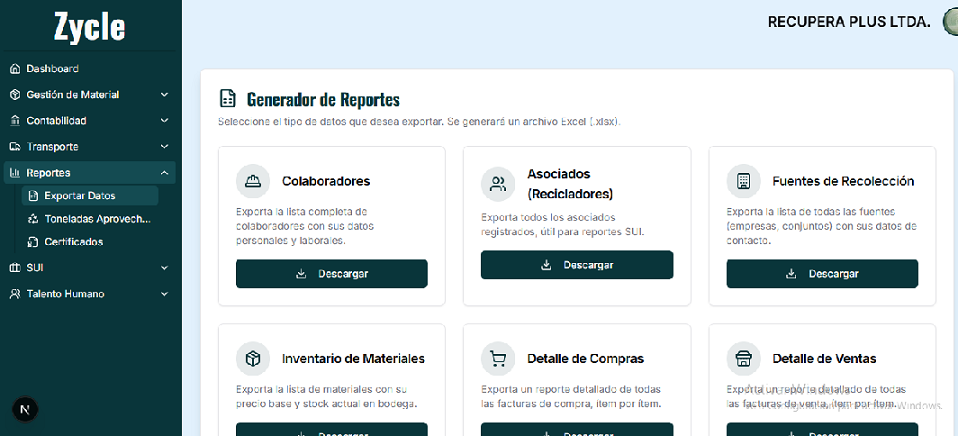 Zycle
RECUPERA PLUS LTDA.
Dashboard
Gestión de Material
Contabilidad
Transporte
Reportes
Exportar Datos
Toneladas Aprovech...
Certificados
SUI
Talento Humano
N
Generador de Reportes
Seleccione el tipo de datos que desea exportar. Se generará un archivo Excel (.xlsx).
Colaboradores
Exporta la lista completa de
colaboradores con sus datos
personales y laborales.
Descargar
Asociados
(Recicladores)
Exporta todos los asociados
registrados, útil para reportes SUI.
Descargar
Fuentes de Recolección
Exporta la lista de todas las fuentes
(empresas, conjuntos) con sus datos de
contacto.
Descargar
Inventario de Materiales
Exporta la lista de materiales con su
precio base y stock actual en bodega.
Descargar
Detalle de Compras
Exporta un reporte detallado de todas
las facturas de compra, ítem por ítem.
Descargar
Detalle de Ventas
Exporta un reporte detallado de todas
las facturas de venta, ítem por ítem.
Descargar
Windows.